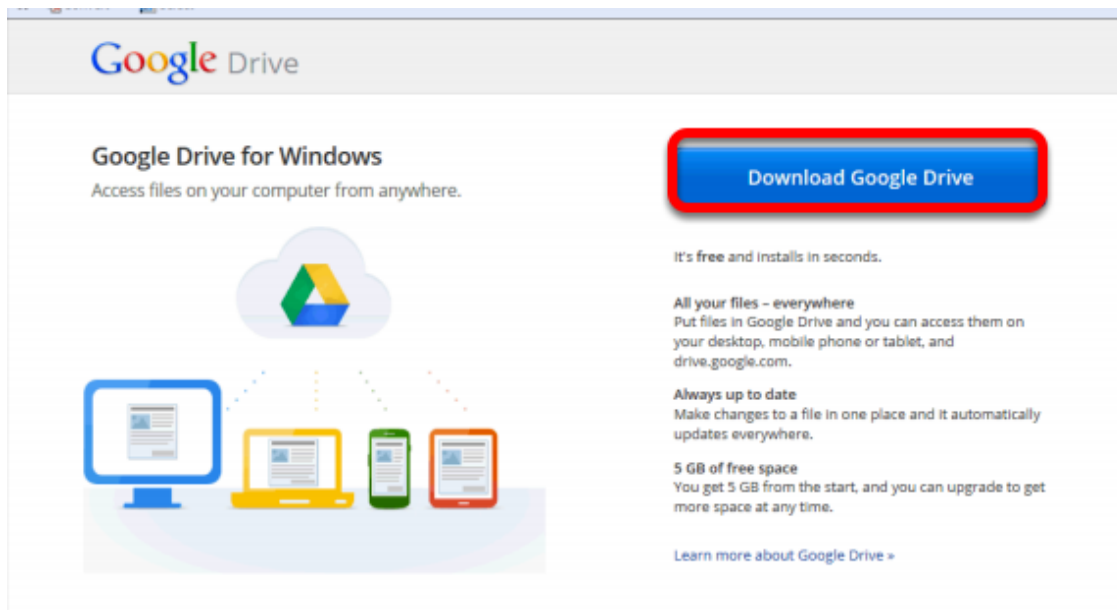 Google Drive
Google Drive for Windows
Access files on your computer from anywhere.
Download Google Drive
It's free and installs in seconds.
All your files – everywhere
Put files in Google Drive and you can access them on
your desktop, mobile phone or tablet, and
drive.google.com.
Always up to date
Make changes to a file in one place and it automatically
updates everywhere.
5 GB of free space
You get 5 GB from the start, and you can upgrade to get
more space at any time.
Learn more about Google Drive »